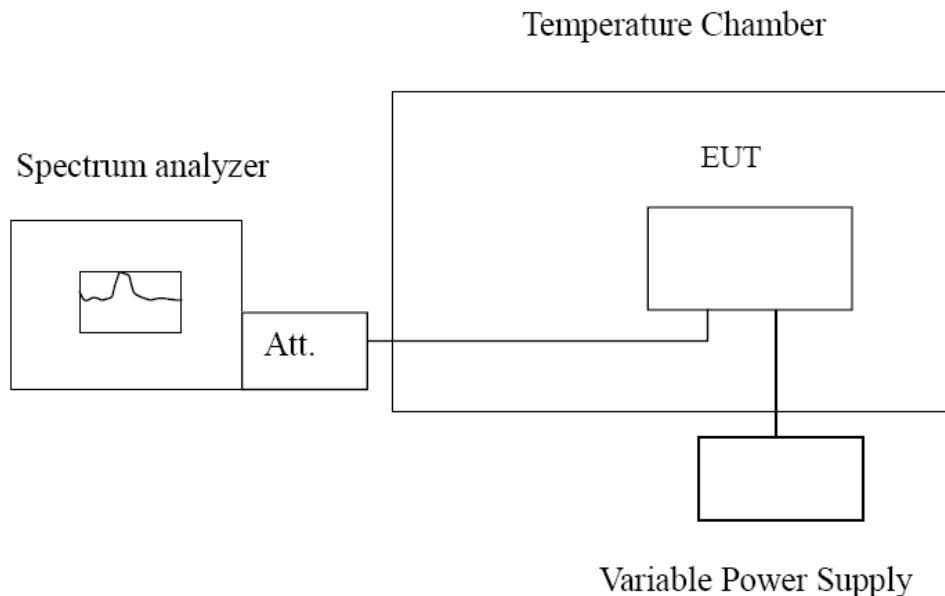 Temperature Chamber
Spectrum analyzer
EUT
Att.
Variable Power Supply